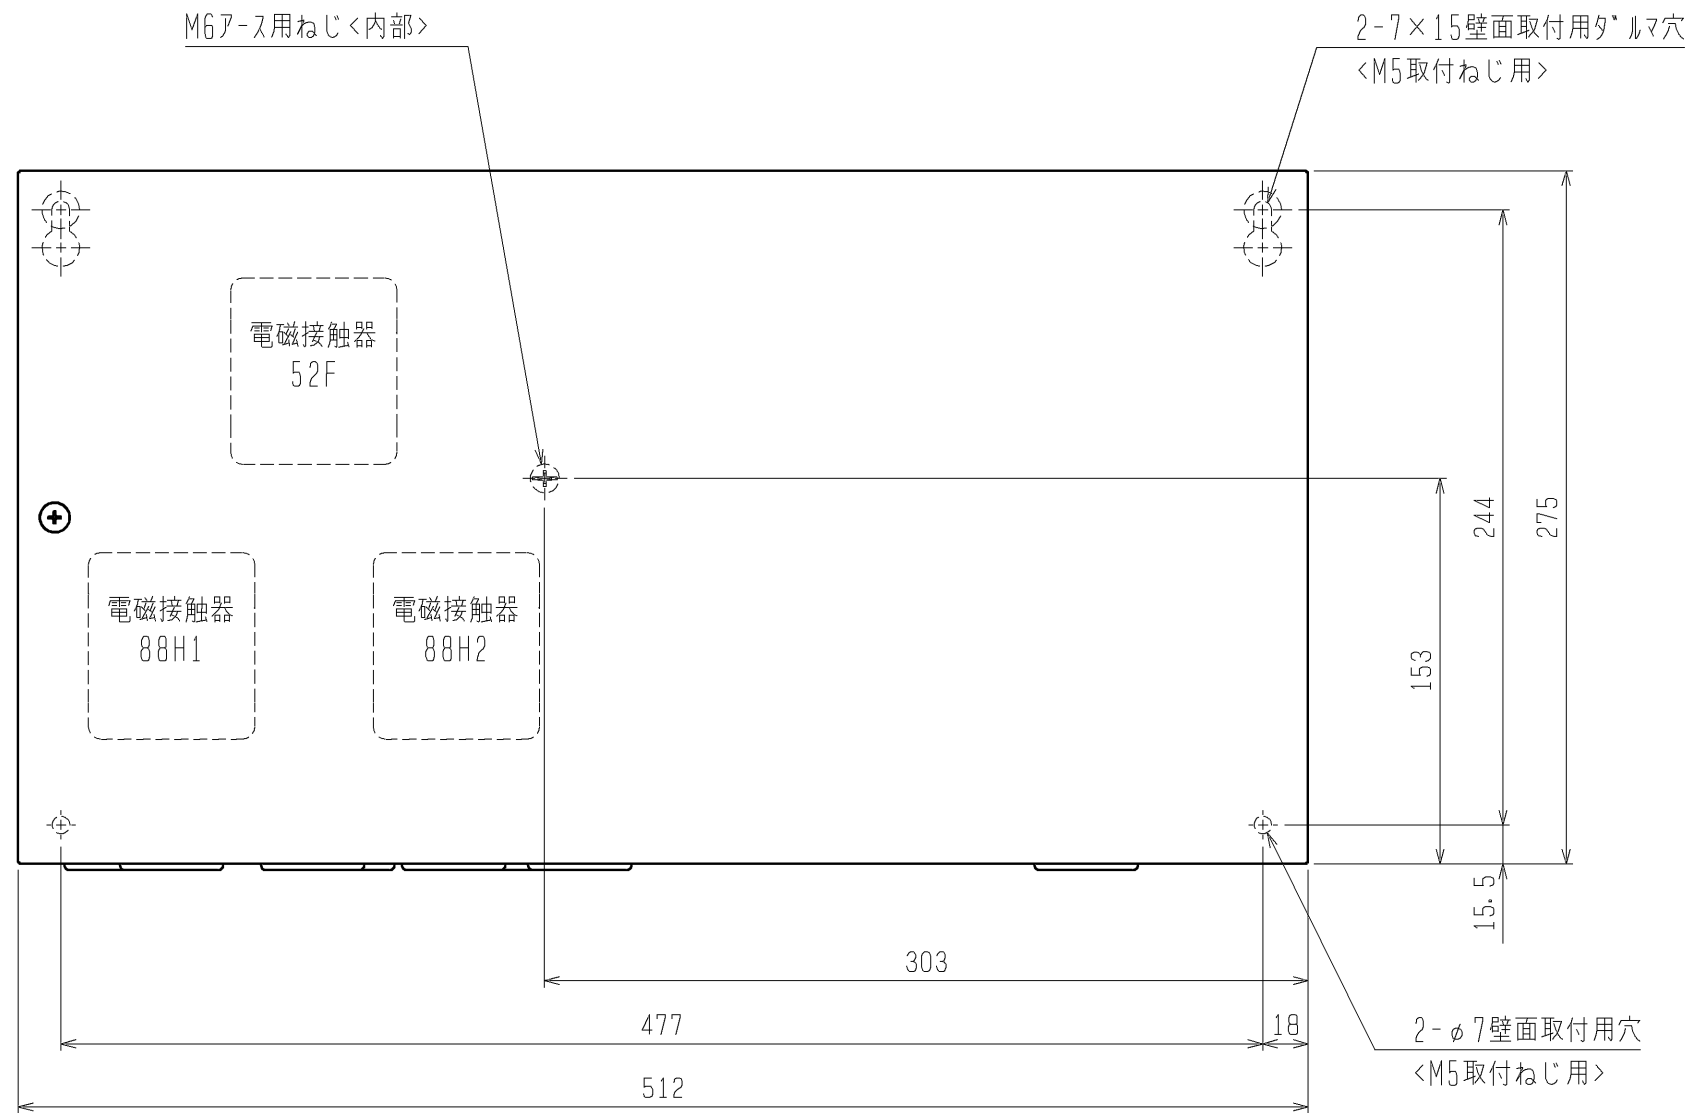 M6ｱｰｽ用ねじ<内部>
2-7×15壁面取付用ﾀﾞﾙﾏ穴
<M5取付ねじ用>
電磁接触器
52F
電磁接触器
88H1
電磁接触器
88H2
153
244
275
15.5
303
477
18
512
2-φ7壁面取付用穴
<M5取付ねじ用>